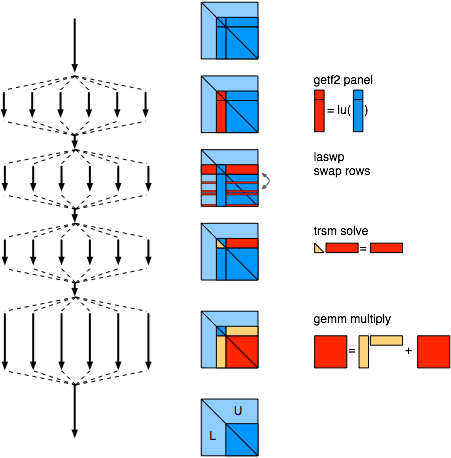 getf2 panel
= lu( )
laswp
swap rows
trsm solve
=
gemm multiply
= +
U
L